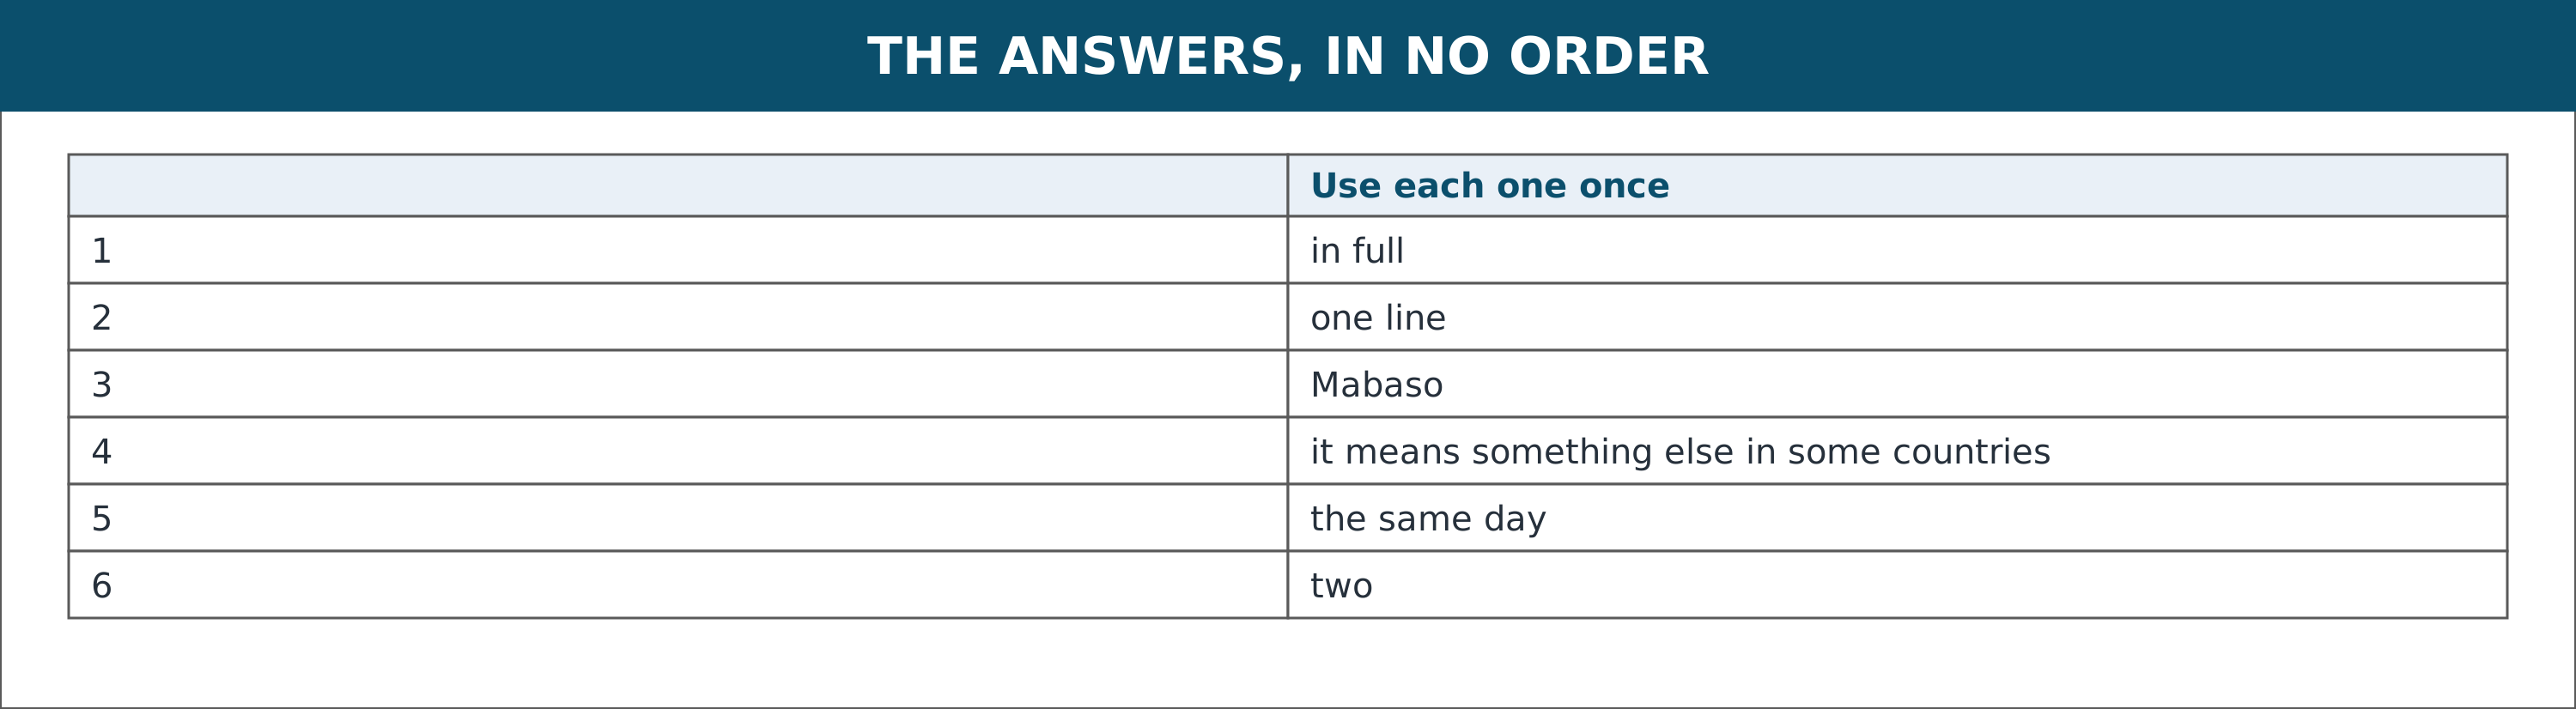 THE ANSWERS, IN NO ORDER
Use each one once
1 in full
2 one line
3 Mabaso
4 it means something else in some countries
5 the same day
6 two